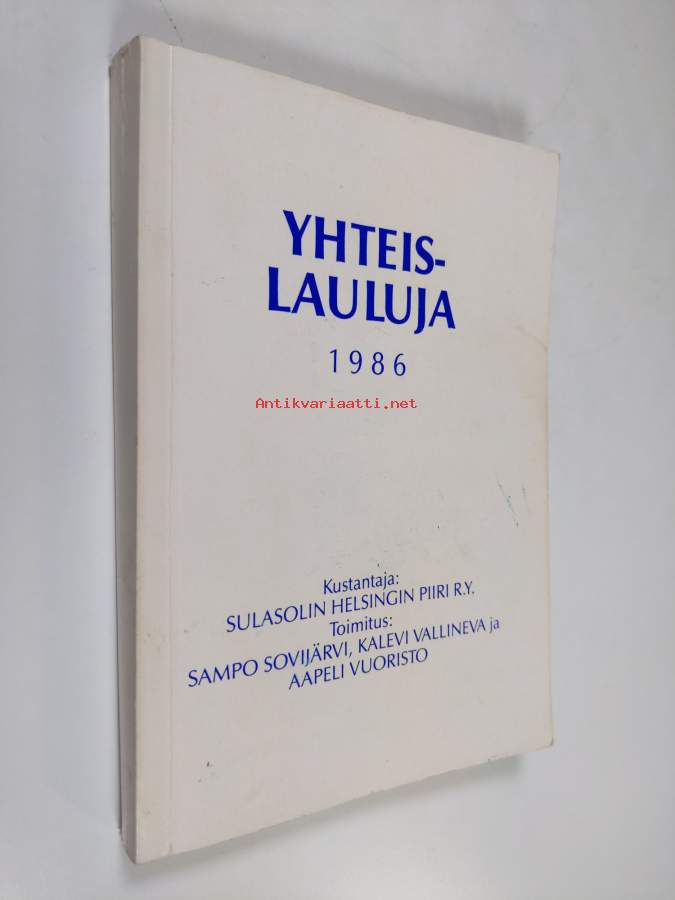 YHTEIS-
LAULUJA
1986
Antikvariaatti.net
Kustantaja:
SULASOLIN HELSINGIN PIIRI R.Y.
Toimitus:
SAMPO SOVIJÄRVI, KALEVI VALLINEVA ja
AAPELI VUORISTO